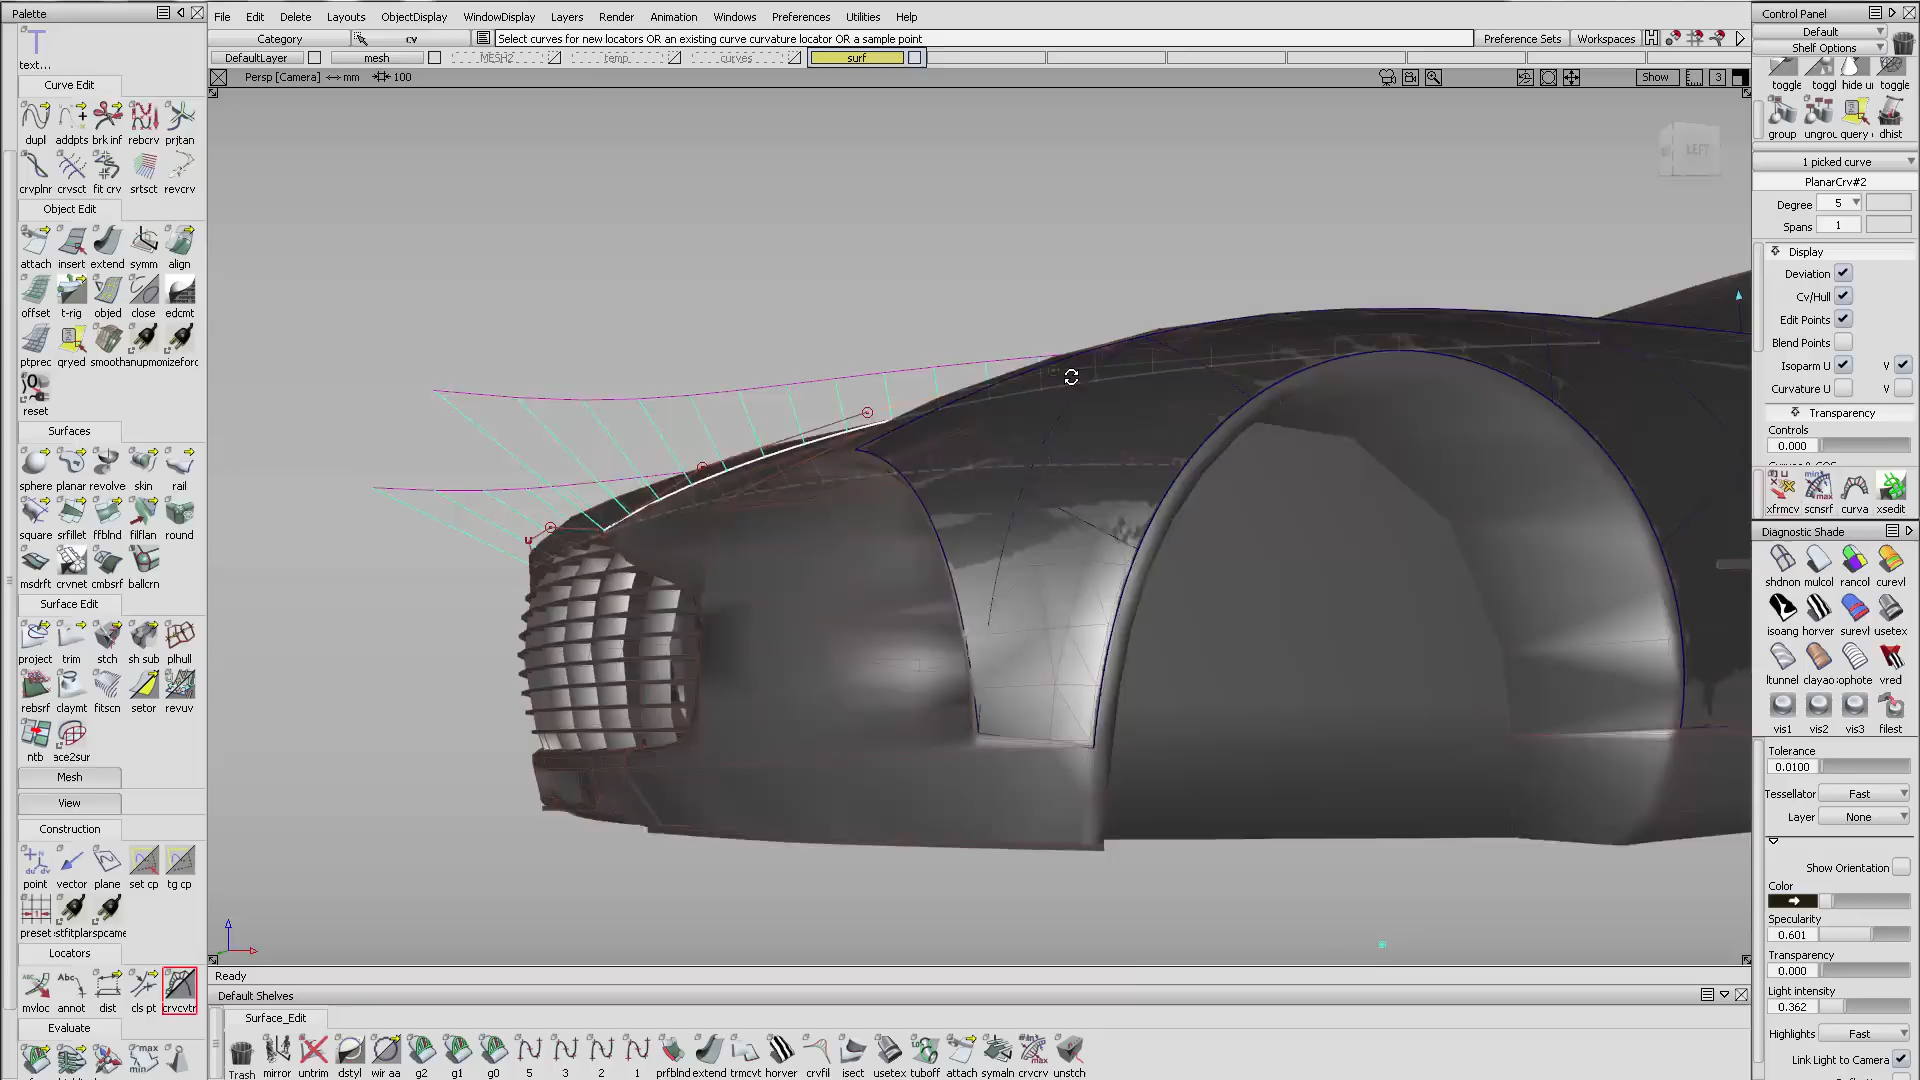 Palette
text...
Curve Edit
dupl addpts brk inf rebcrv prjtan
crvplnr crvsct fit crv srtsct revcrv
Object Edit
attach insert extend symm align
offset t-rig objed close edcmt
ptprec qryed smooth
reset
Surfaces
sphere planar revolve skin rail
square srfillet ffblnd filflan round
msdrft crvnet cmbsrf ballcrn
Surface Edit
project trim stch sh sub plhull
rebsrf claymt fitscn setor revuv
ntb
Mesh
View
Construction
point vector plane set cp tg cp
preset
Locators
mvloc annot dist cls pt crvcvtr
Evaluate
File Edit Delete Layouts ObjectDisplay WindowDisplay Layers Render Animation Windows Preferences Utilities Help
Category cv Select curves for new locators OR an existing curve curvature locator OR a sample point Preference Sets Workspaces
DefaultLayer mesh MESH2 temp curves surf
Persp [Camera] mm 100 Show 3
LEFT
u
Ready
Default Shelves
Surface_Edit
Trash mirror untrim dstyl wir aa g2 g1 g0 5 3 2 1 prfblnd extend trmcvt horver crvfil isect usetex tuboff attach symaln crvcrv unstch
Control Panel
Default
Shelf Options
toggle toggl hide ur toggle
group ungrou query dhist
1 picked curve
PlanarCrv#2
Degree 5
Spans 1
Display
Deviation
Cv/Hull
Edit Points
Blend Points
Isoparm U V
Curvature U V
Transparency
Controls
0.000
xfrmcv scnsrf curva xsedit
Diagnostic Shade
shdnon mulcol rancol curevl
isoang horver surevl usetex
ltunnel clayao vred
vis1 vis2 vis3 filest
Tolerance
0.0100
Tessellator Fast
Layer None
Show Orientation
Color
Specularity
0.601
Transparency
0.000
Light intensity
0.362
Highlights Fast
Link Light to Camera